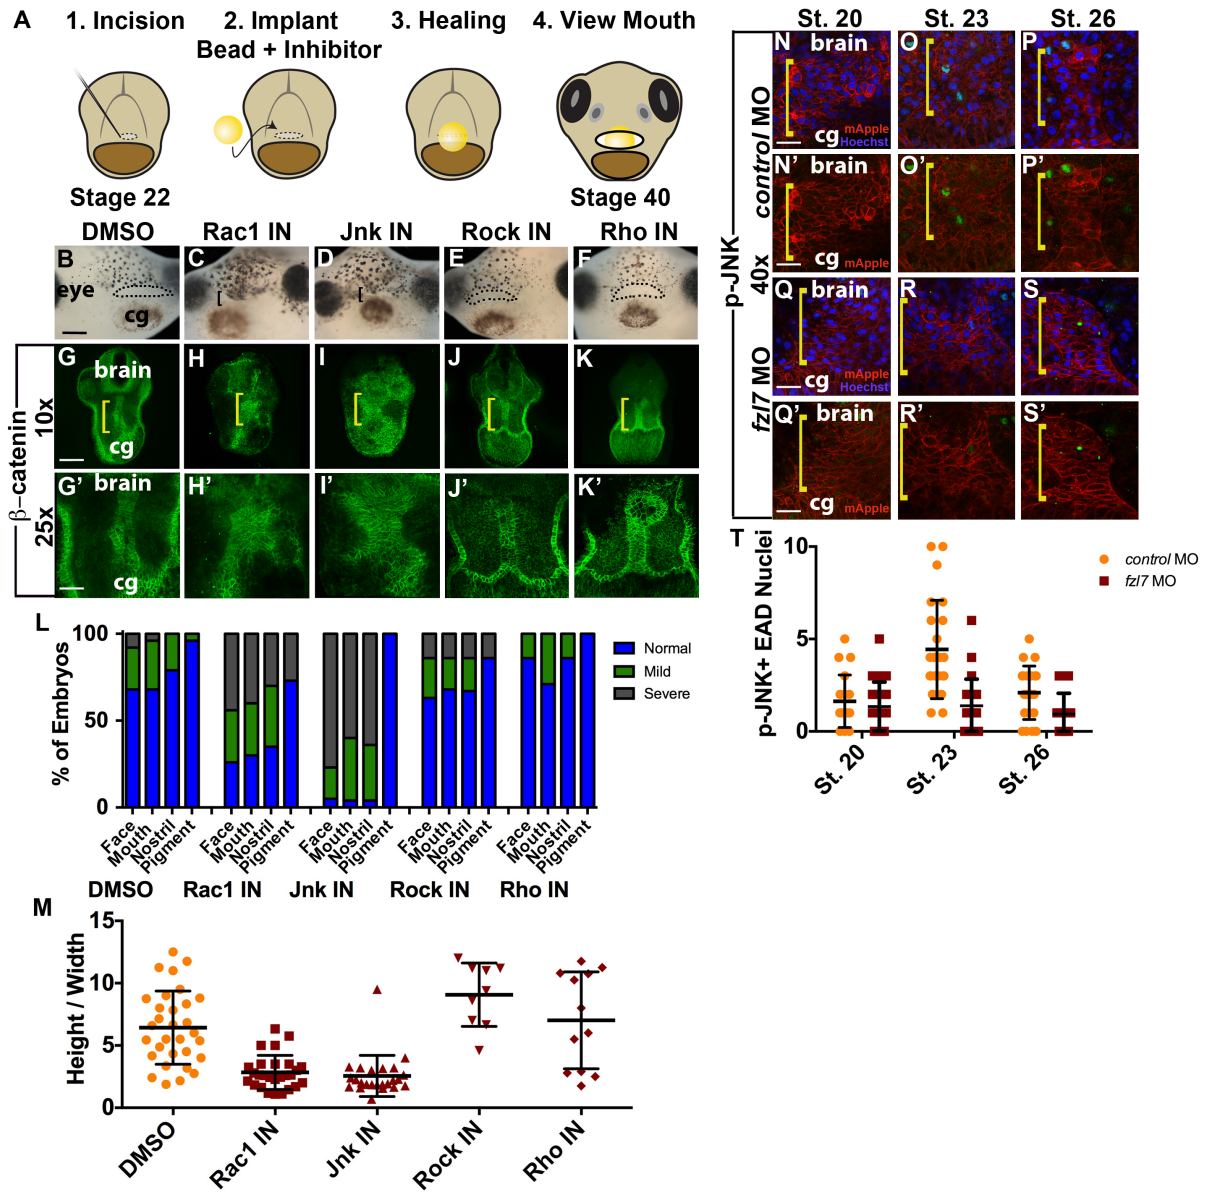 A
1. Incision
2. Implant
Bead + Inhibitor
3. Healing
4. View Mouth
Stage 22
Stage 40
DMSO
Rac1 IN
Jnk IN
Rock IN
Rho IN
B
eye
cg
C
D
E
F
β–catenin
10x
G
brain
cg
H
I
J
K
25x
G’
brain
cg
H’
I’
J’
K’
L
% of Embryos
100
50
0
Normal
Mild
Severe
Face
Mouth
Nostril
Pigment
Face
Mouth
Nostril
Pigment
Face
Mouth
Nostril
Pigment
Face
Mouth
Nostril
Pigment
Face
Mouth
Nostril
Pigment
DMSO
Rac1 IN
Jnk IN
Rock IN
Rho IN
M
Height / Width
15
10
5
0
DMSO
Rac1 IN
Jnk IN
Rock IN
Rho IN
St. 20
St. 23
St. 26
p-JNK
40x
control MO
N
brain
cg
mApple
Hoechst
O
P
N’
brain
cg
mApple
O’
P’
fzl7 MO
Q
brain
cg
mApple
Hoechst
R
S
Q’
brain
cg
mApple
R’
S’
T
p-JNK+ EAD Nuclei
10
5
0
control MO
fzl7 MO
St. 20
St. 23
St. 26